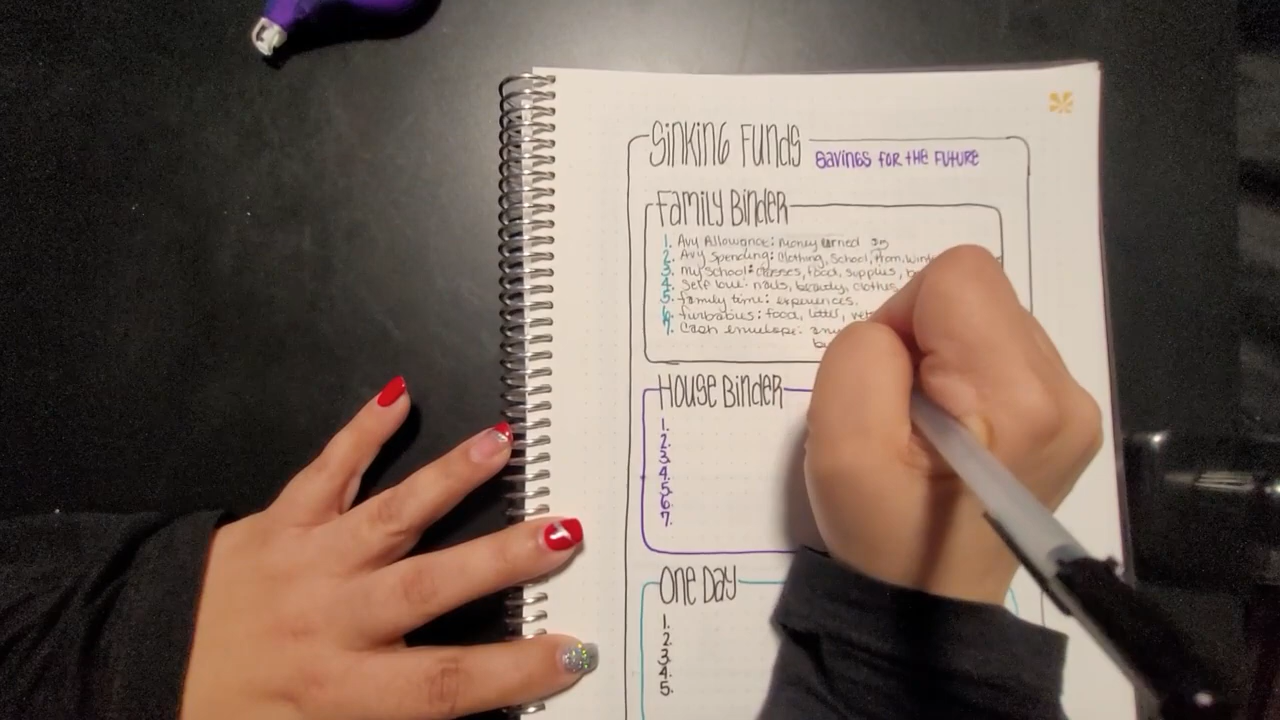 Sinking Funds
Savings for the Future
Family Binder
1. Avy Allowance: money earned
2. Avy Spending: Clothing, School, Prom, Wint
3. My School: classes, food, supplies, b
4. Self love: nails, beauty, clothes
5. family time: experiences.
6. furbabies: food, litter, vet
7. Cash envelope:
House Binder
1.
2.
3.
4.
5.
6.
7.
One Day
1.
2.
3.
4.
5.